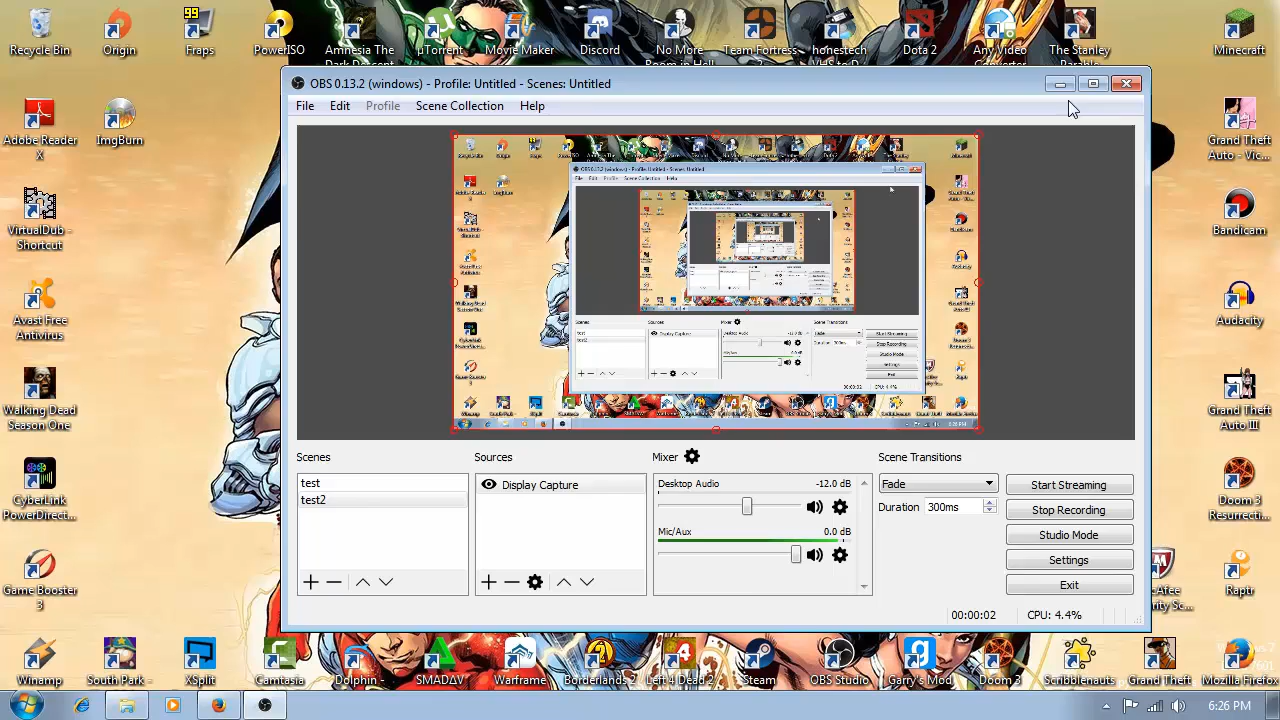 Recycle Bin
Origin
Fraps
PowerISO
Amnesia The
Dark Descent
µTorrent
Movie Maker
Discord
No More
Room in Hell
Team Fortress
2
honestech
VHS to D
Dota 2
Any Video
Converter
The Stanley
Parable
Minecraft
OBS 0.13.2 (windows) - Profile: Untitled - Scenes: Untitled
File Edit Profile Scene Collection Help
Adobe Reader
X
ImgBurn
Grand Theft
Auto - Vic...
VirtualDub -
Shortcut
Bandicam
Avast Free
Antivirus
Audacity
Walking Dead
Season One
Grand Theft
Auto III
CyberLink
PowerDirect...
Doom 3
Resurrecti...
Game Booster
3
Raptr
Scenes
test
test2
Sources
Display Capture
Mixer
Desktop Audio -12.0 dB
Mic/Aux 0.0 dB
Scene Transitions
Fade
Duration 300ms
Start Streaming
Stop Recording
Studio Mode
Settings
Exit
00:00:02 CPU: 4.4%
Winamp
South Park -
XSplit
Camtasia
Dolphin -
SMADΔV
Warframe
Borderlands 2
Left 4 Dead 2
Steam
OBS Studio
Garry's Mod
Doom 3
Scribblenauts
Grand Theft
Mozilla Firefox
6:26 PM